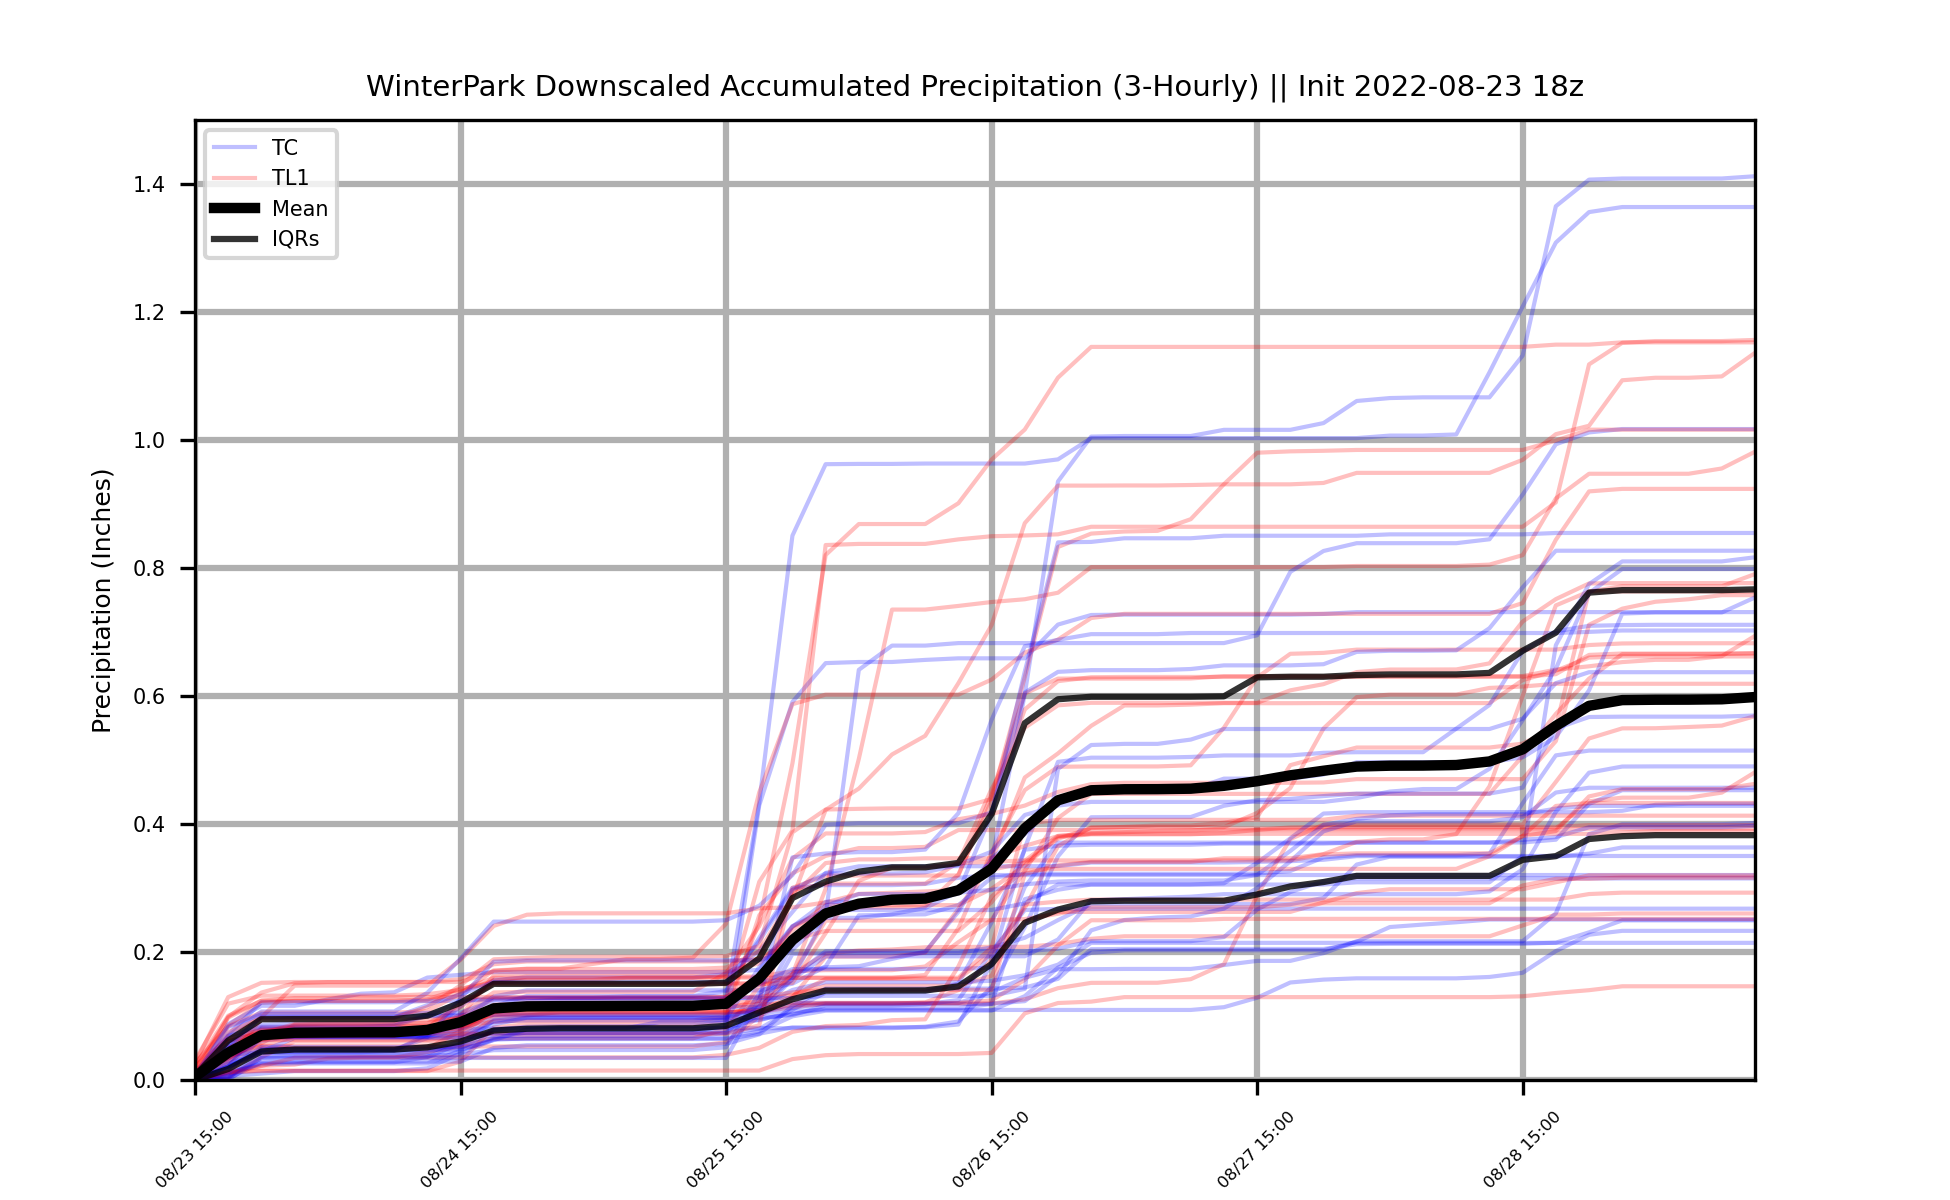 WinterPark Downscaled Accumulated Precipitation (3-Hourly) || Init 2022-08-23 18z
TC
TL1
Mean
IQRs
Precipitation (Inches)
1.4
1.2
1.0
0.8
0.6
0.4
0.2
0.0
08/23 15:00
08/24 15:00
08/25 15:00
08/26 15:00
08/27 15:00
08/28 15:00